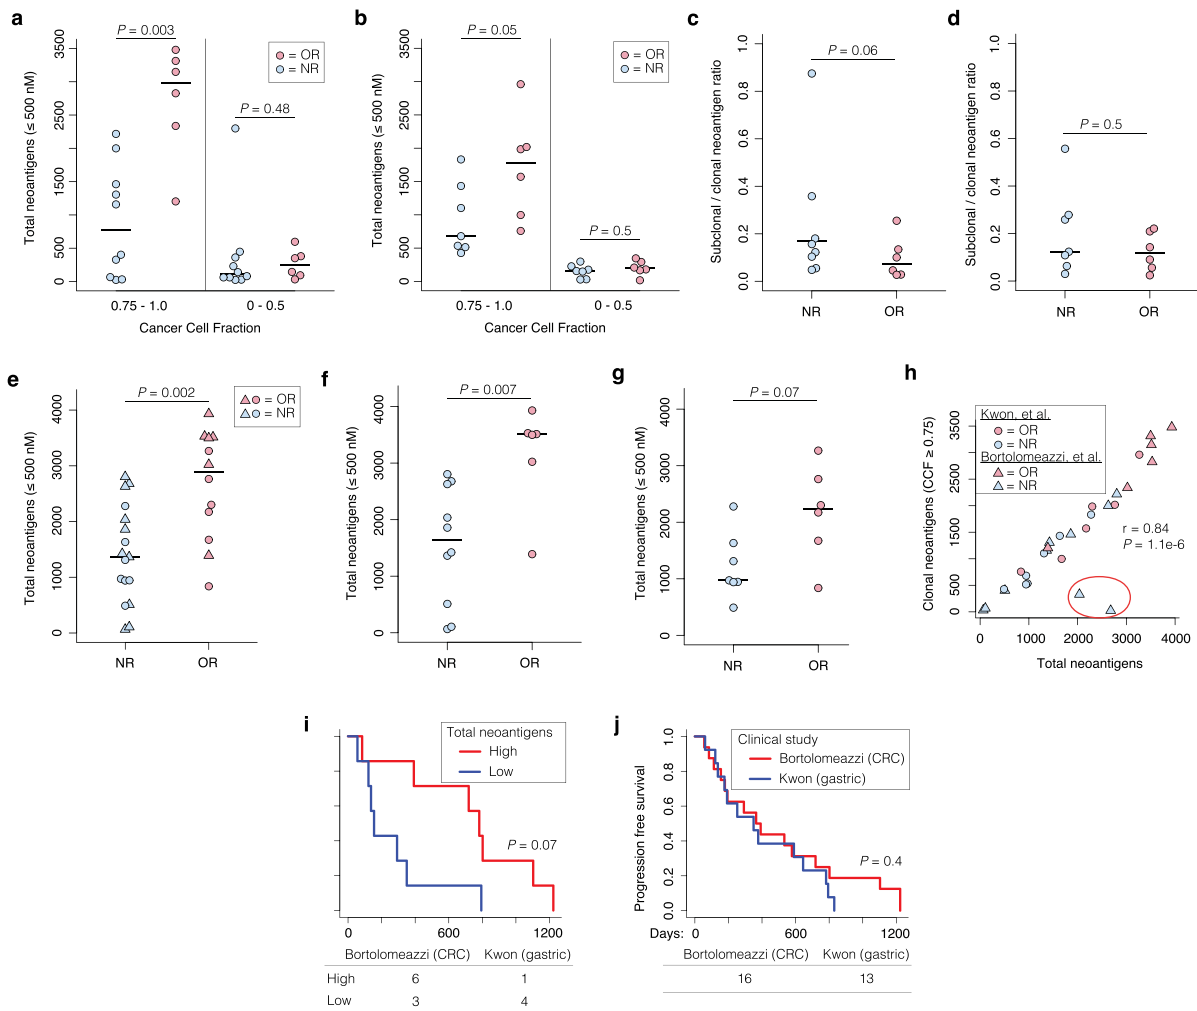 a
P = 0.003
= OR
= NR
P = 0.48
Total neoantigens (≤ 500 nM)
3500
2500
1500
500
0
0.75 - 1.0
0 - 0.5
Cancer Cell Fraction
b
P = 0.05
= OR
= NR
P = 0.5
Total neoantigens (≤ 500 nM)
3500
2500
1500
500
0
0.75 - 1.0
0 - 0.5
Cancer Cell Fraction
c
P = 0.06
Subclonal / clonal neoantigen ratio
1.0
0.8
0.6
0.4
0.2
0.0
NR
OR
d
P = 0.5
Subclonal / clonal neoantigen ratio
1.0
0.8
0.6
0.4
0.2
0.0
NR
OR
e
P = 0.002
= OR
= NR
Total neoantigens (≤ 500 nM)
4000
3000
2000
1000
0
NR
OR
f
P = 0.007
Total neoantigens (≤ 500 nM)
4000
3000
2000
1000
0
NR
OR
g
P = 0.07
Total neoantigens (≤ 500 nM)
4000
3000
2000
1000
0
NR
OR
h
Kwon, et al.
= OR
= NR
Bortolomeazzi, et al.
= OR
= NR
r = 0.84
P = 1.1e-6
Clonal neoantigens (CCF ≥ 0.75)
3500
2500
1500
500
0
0
1000
2000
3000
4000
Total neoantigens
i
Total neoantigens
High
Low
P = 0.07
0
600
1200
Bortolomeazzi (CRC)
Kwon (gastric)
High
6
1
Low
3
4
j
Clinical study
Bortolomeazzi (CRC)
Kwon (gastric)
P = 0.4
Progression free survival
1.0
0.8
0.6
0.4
0.2
0.0
Days:
0
600
1200
Bortolomeazzi (CRC)
Kwon (gastric)
16
13